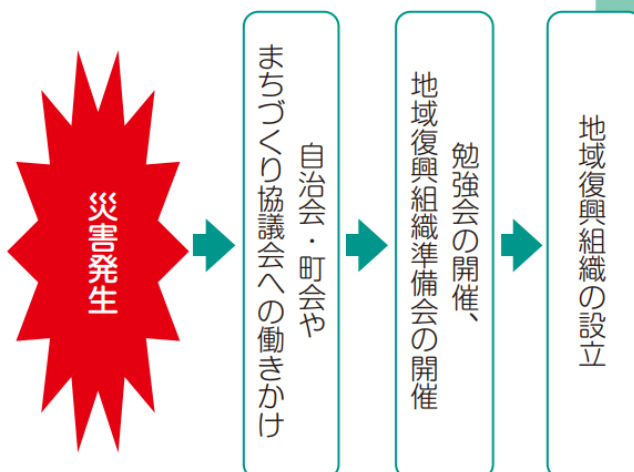 災害発生
自治会・町会や
まちづくり協議会への働きかけ
勉強会の開催、
地域復興組織準備会の開催
地域復興組織の設立